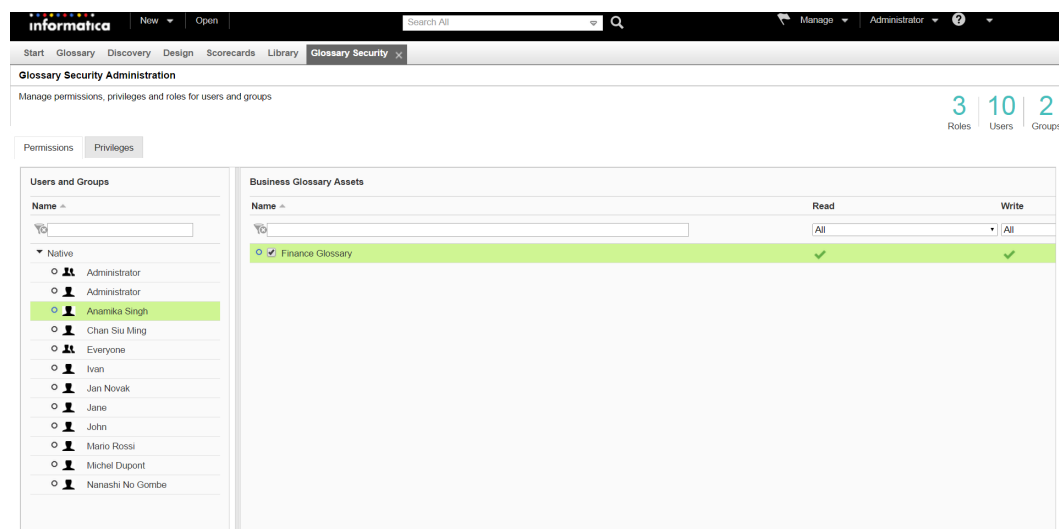 informatica New Open Search All Manage Administrator ?
Start Glossary Discovery Design Scorecards Library Glossary Security ×
Glossary Security Administration
Manage permissions, privileges and roles for users and groups
3 10 2
Roles Users Groups
Permissions Privileges
Users and Groups Business Glossary Assets
Name Name Read Write
All All
Native Finance Glossary
Administrator
Administrator
Anamika Singh
Chan Siu Ming
Everyone
Ivan
Jan Novak
Jane
John
Mario Rossi
Michel Dupont
Nanashi No Gombe